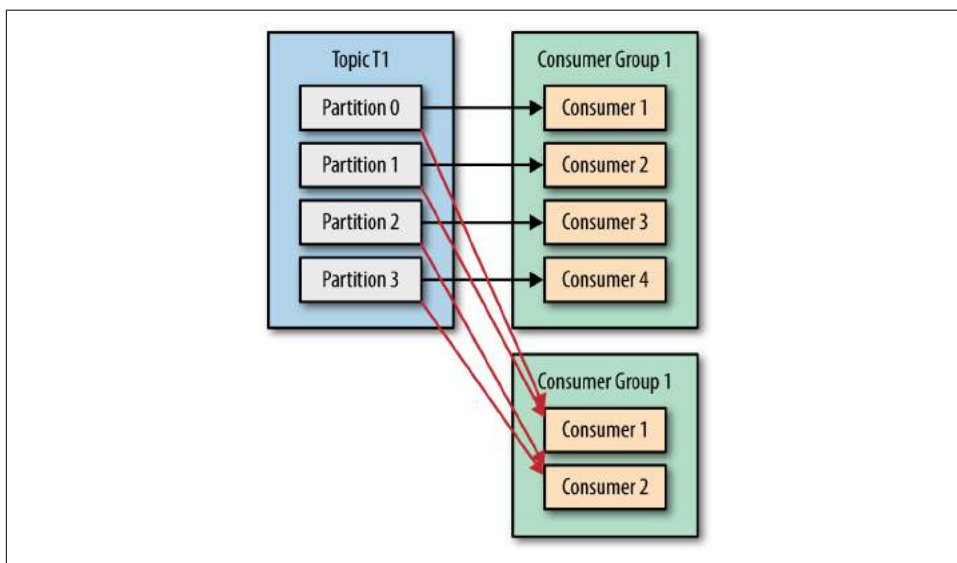 Topic T1
Partition 0
Partition 1
Partition 2
Partition 3
Consumer Group 1
Consumer 1
Consumer 2
Consumer 3
Consumer 4
Consumer Group 1
Consumer 1
Consumer 2